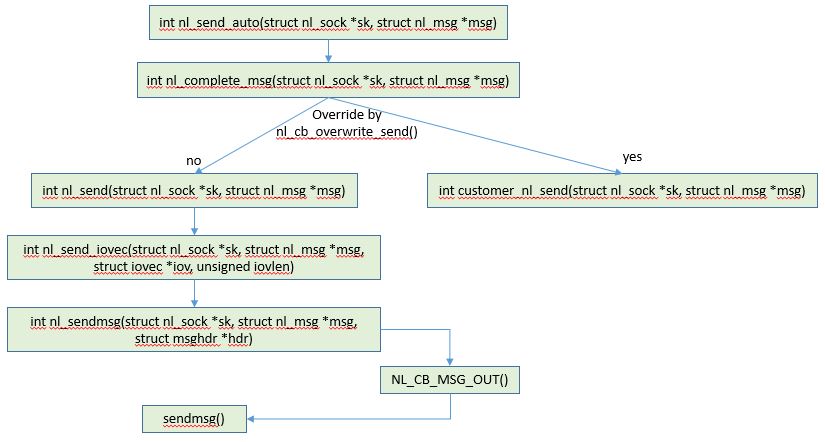 int nl_send_auto(struct nl_sock *sk, struct nl_msg *msg)
int nl_complete_msg(struct nl_sock *sk, struct nl_msg *msg)
Override by
nl_cb_overwrite_send()
no
yes
int nl_send(struct nl_sock *sk, struct nl_msg *msg)
int customer_nl_send(struct nl_sock *sk, struct nl_msg *msg)
int nl_send_iovec(struct nl_sock *sk, struct nl_msg *msg,
struct iovec *iov, unsigned iovlen)
int nl_sendmsg(struct nl_sock *sk, struct nl_msg *msg,
struct msghdr *hdr)
NL_CB_MSG_OUT()
sendmsg()